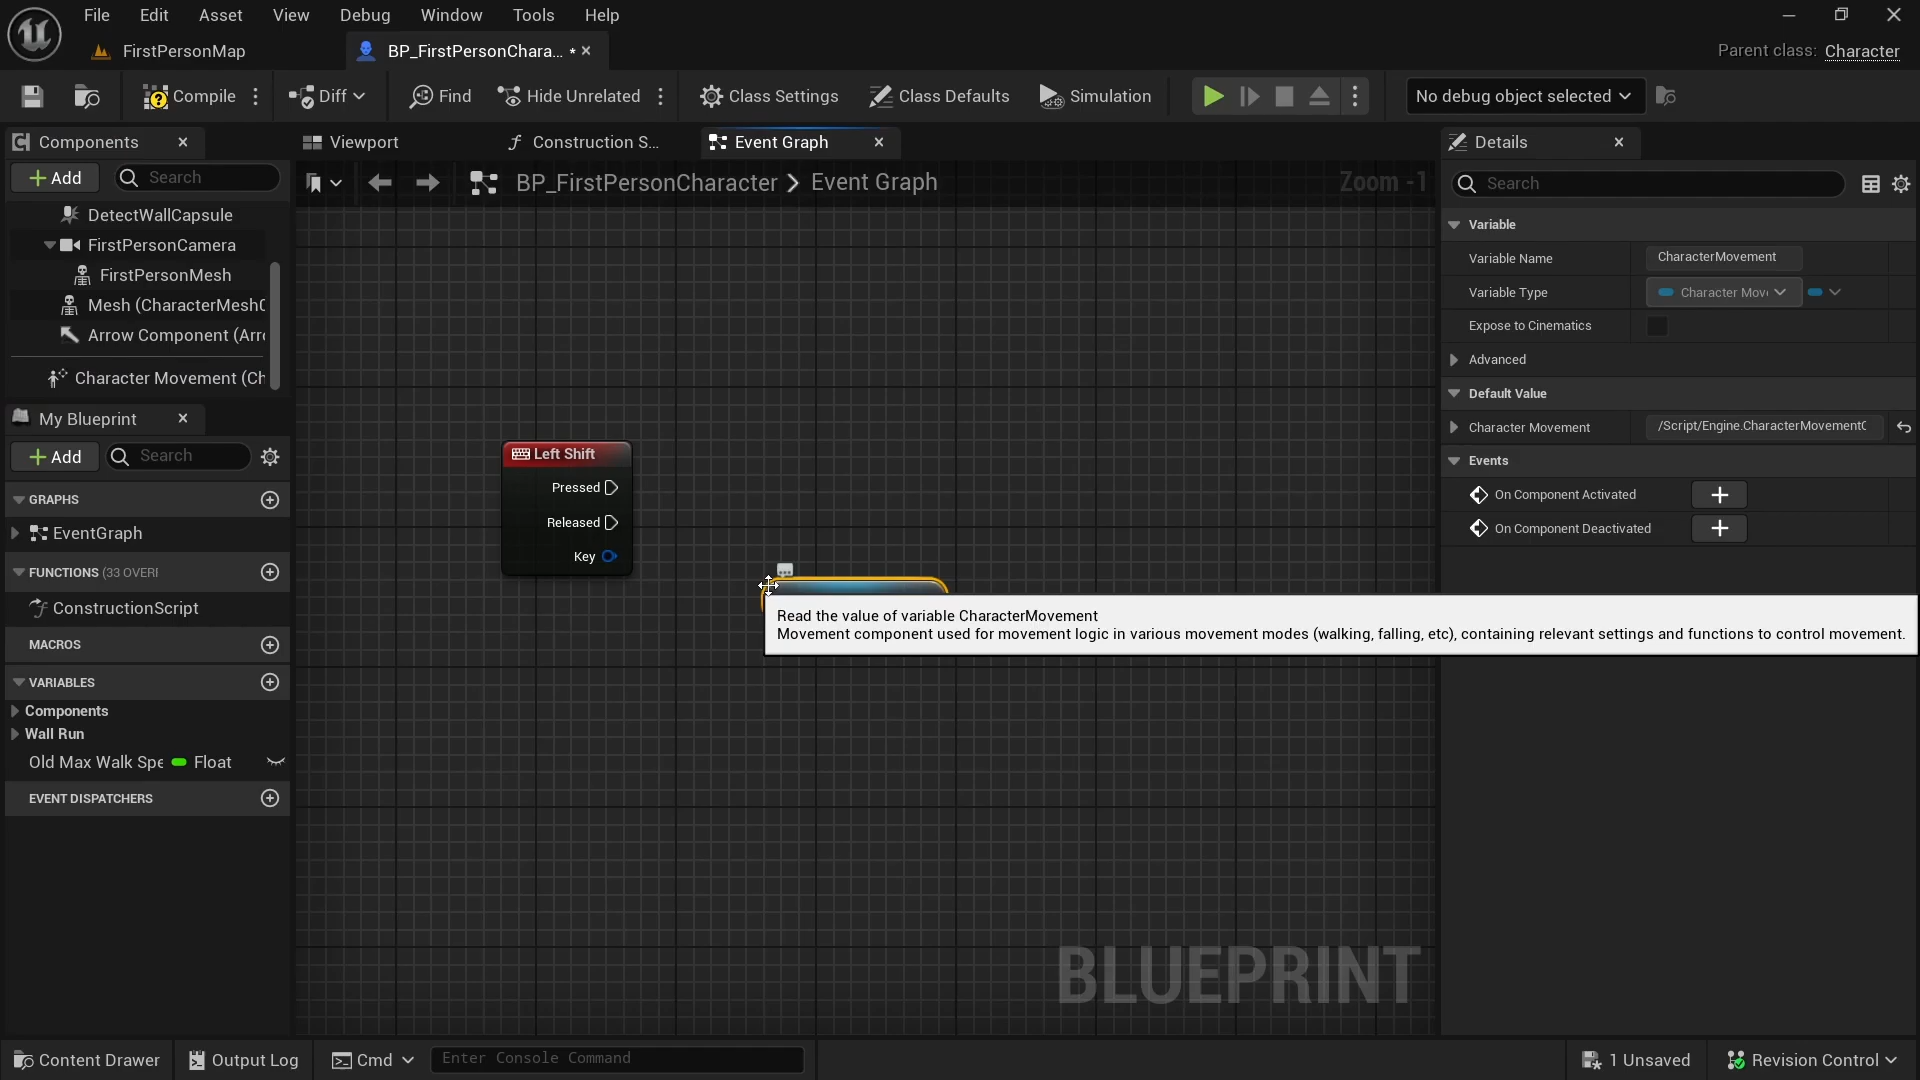 File Edit Asset View Debug Window Tools Help
FirstPersonMap BP_FirstPersonChara... * Parent class: Character
Compile Diff Find Hide Unrelated Class Settings Class Defaults Simulation No debug object selected
Components Viewport Construction S... Event Graph Details
Add Search
BP_FirstPersonCharacter > Event Graph Zoom -1 Search
DetectWallCapsule
FirstPersonCamera
FirstPersonMesh
Mesh (CharacterMesh0
Arrow Component (Arro
Character Movement (Ch
My Blueprint
Add Search
GRAPHS
EventGraph
FUNCTIONS (33 OVERI
ConstructionScript
MACROS
VARIABLES
Components
Wall Run
Old Max Walk Spe Float
EVENT DISPATCHERS
Left Shift
Pressed
Released
Key
Read the value of variable CharacterMovement
Movement component used for movement logic in various movement modes (walking, falling, etc), containing relevant settings and functions to control movement.
BLUEPRINT
Variable
Variable Name CharacterMovement
Variable Type Character Mov
Expose to Cinematics
Advanced
Default Value
Character Movement /Script/Engine.CharacterMovementC
Events
On Component Activated
On Component Deactivated
Content Drawer Output Log Cmd Enter Console Command 1 Unsaved Revision Control